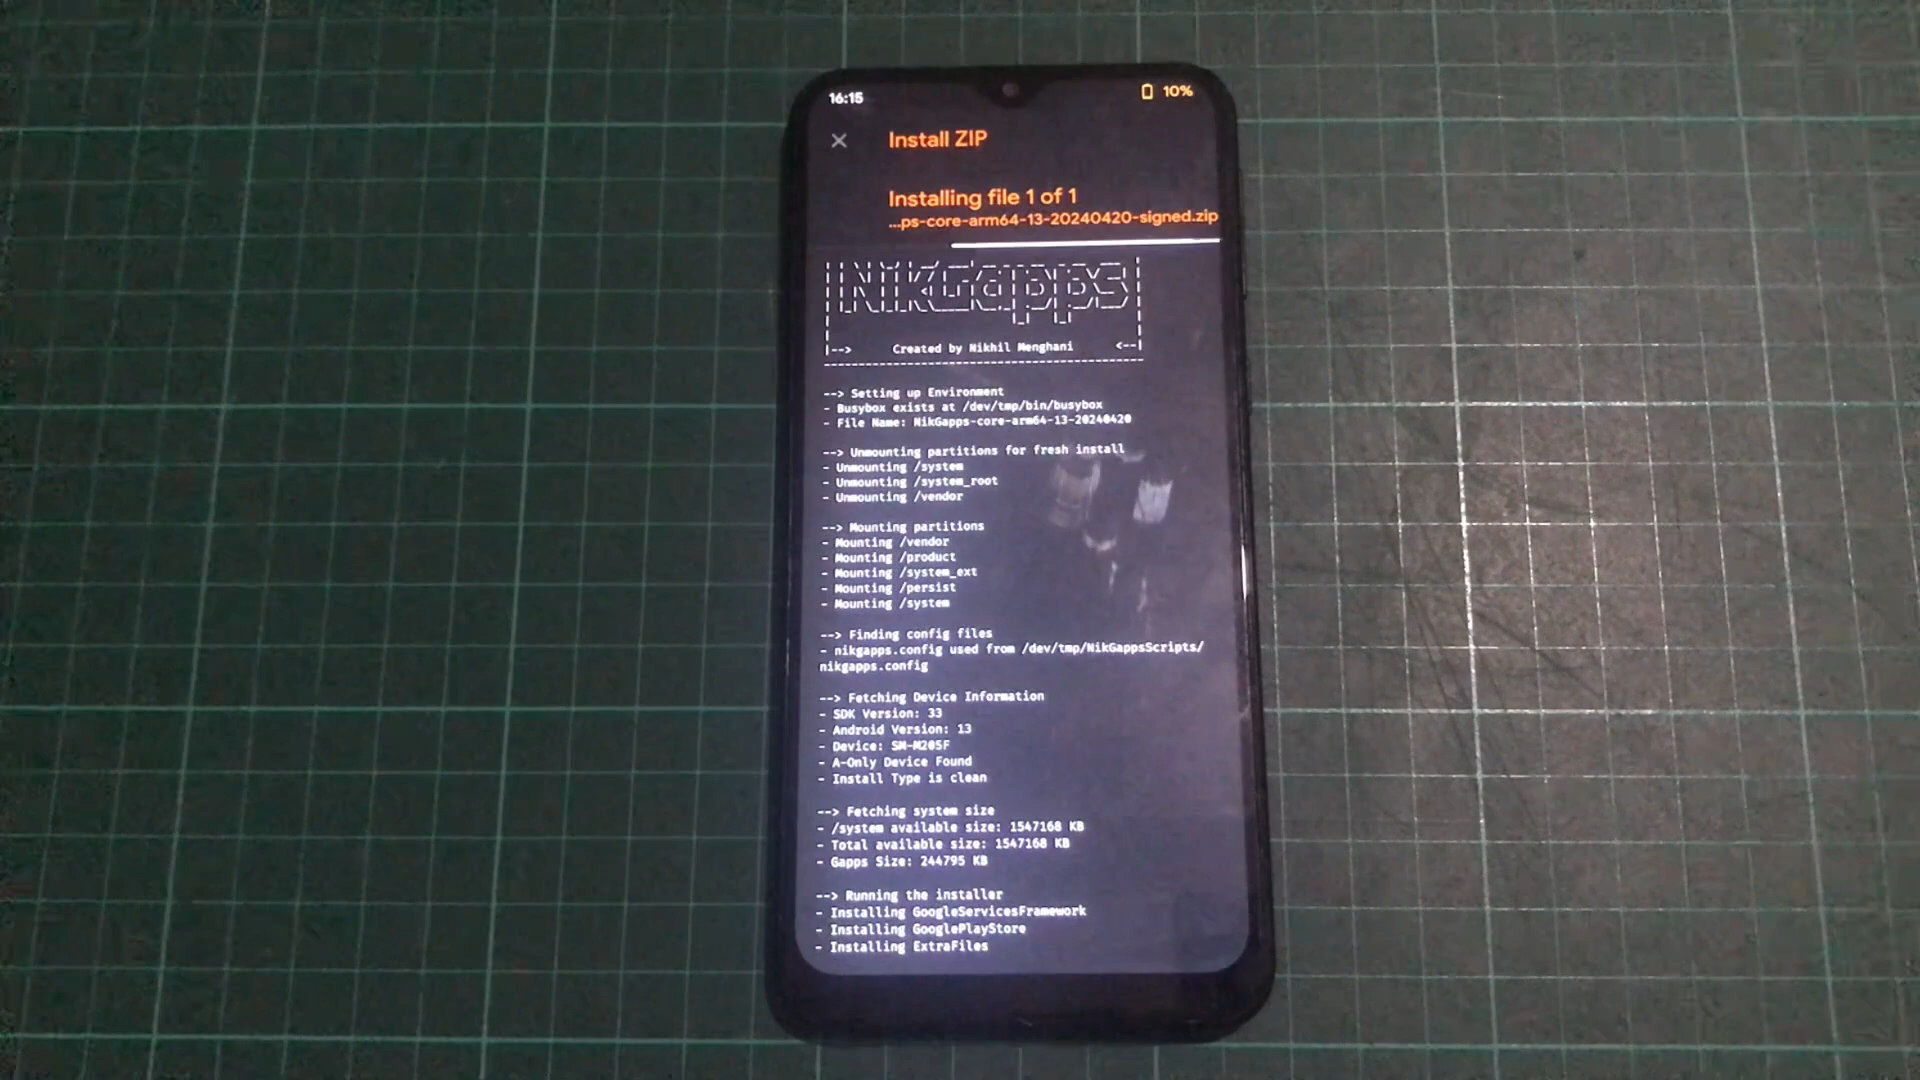 16:15
10%
Install ZIP
Installing file 1 of 1
...ps-core-arm64-13-20240420-signed.zip
NikGapps
|--> Created by Nikhil Menghani <--|
--> Setting up Environment
- Busybox exists at /dev/tmp/bin/busybox
- File Name: NikGapps-core-arm64-13-20240420
--> Unmounting partitions for fresh install
- Unmounting /system
- Unmounting /system_root
- Unmounting /vendor
--> Mounting partitions
- Mounting /vendor
- Mounting /product
- Mounting /system_ext
- Mounting /persist
- Mounting /system
--> Finding config files
- nikgapps.config used from /dev/tmp/NikGappsScripts/
nikgapps.config
--> Fetching Device Information
- SDK Version: 33
- Android Version: 13
- Device: SM-M205F
- A-Only Device Found
- Install Type is clean
--> Fetching system size
- /system available size: 1547168 KB
- Total available size: 1547168 KB
- Gapps Size: 244795 KB
--> Running the installer
- Installing GoogleServicesFramework
- Installing GooglePlayStore
- Installing ExtraFiles